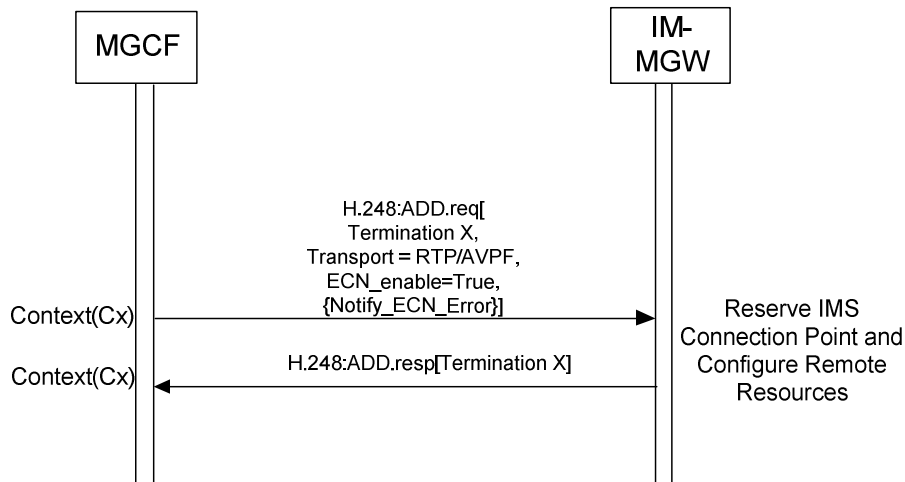 MGCF
IM-
MGW
H.248:ADD.req[
Termination X,
Transport = RTP/AVPF,
ECN_enable=True,
{Notify_ECN_Error}]
Context(Cx)
Reserve IMS
Connection Point and
Configure Remote
Resources
H.248:ADD.resp[Termination X]
Context(Cx)